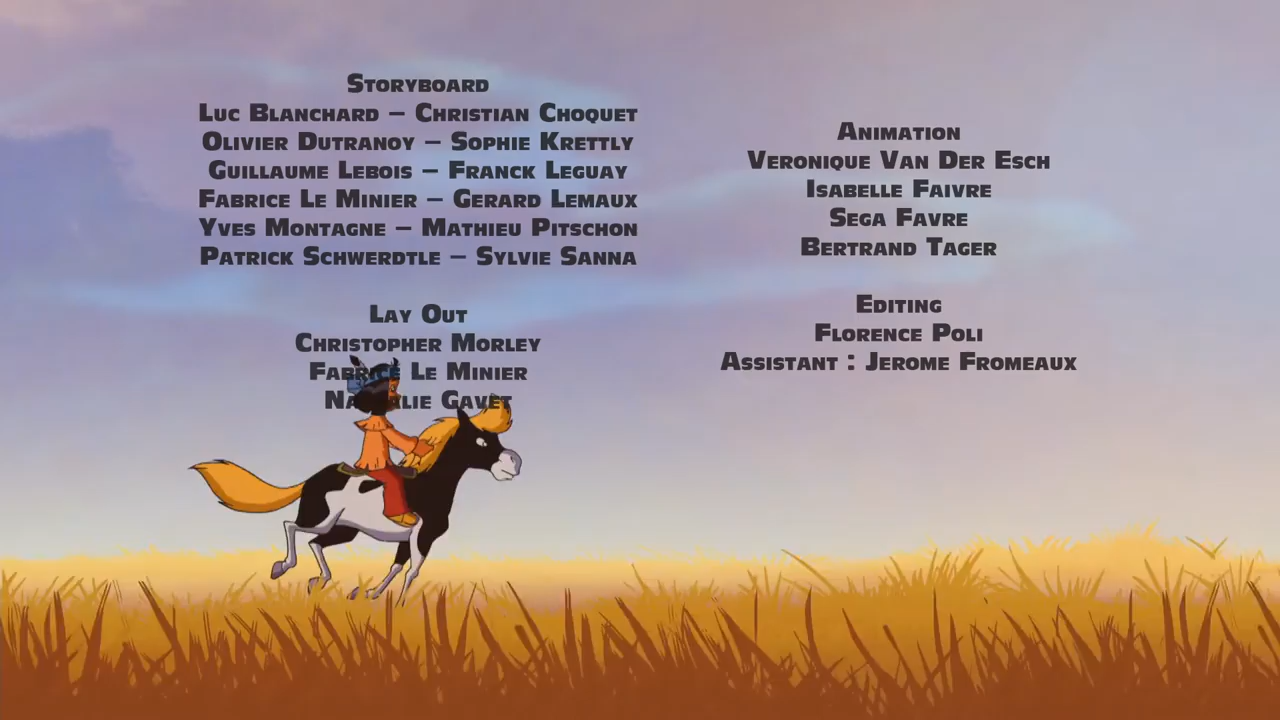 Storyboard
Luc Blanchard – Christian Choquet
Olivier Dutranoy – Sophie Krettly
Guillaume Lebois – Franck Leguay
Fabrice Le Minier – Gerard Lemaux
Yves Montagne – Mathieu Pitschon
Patrick Schwerdtle – Sylvie Sanna
Lay Out
Christopher Morley
Fabrice Le Minier
Nathalie Gavet
Animation
Veronique Van Der Esch
Isabelle Faivre
Sega Favre
Bertrand Tager
Editing
Florence Poli
Assistant : Jerome Fromeaux